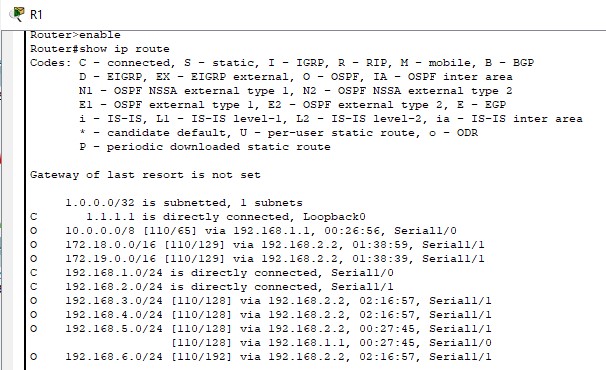 R1
Router>enable
Router#show ip route
Codes: C - connected, S - static, I - IGRP, R - RIP, M - mobile, B - BGP
       D - EIGRP, EX - EIGRP external, O - OSPF, IA - OSPF inter area
       N1 - OSPF NSSA external type 1, N2 - OSPF NSSA external type 2
       E1 - OSPF external type 1, E2 - OSPF external type 2, E - EGP
       i - IS-IS, L1 - IS-IS level-1, L2 - IS-IS level-2, ia - IS-IS inter area
       * - candidate default, U - per-user static route, o - ODR
       P - periodic downloaded static route
Gateway of last resort is not set
     1.0.0.0/32 is subnetted, 1 subnets
C       1.1.1.1 is directly connected, Loopback0
O    10.0.0.0/8 [110/65] via 192.168.1.1, 00:26:56, Serial1/0
O    172.18.0.0/16 [110/129] via 192.168.2.2, 01:38:59, Serial1/1
O    172.19.0.0/16 [110/129] via 192.168.2.2, 01:38:39, Serial1/1
C    192.168.1.0/24 is directly connected, Serial1/0
C    192.168.2.0/24 is directly connected, Serial1/1
O    192.168.3.0/24 [110/128] via 192.168.2.2, 02:16:57, Serial1/1
O    192.168.4.0/24 [110/128] via 192.168.2.2, 02:16:57, Serial1/1
O    192.168.5.0/24 [110/128] via 192.168.2.2, 00:27:45, Serial1/1
                    [110/128] via 192.168.1.1, 00:27:45, Serial1/0
O    192.168.6.0/24 [110/192] via 192.168.2.2, 02:16:57, Serial1/1